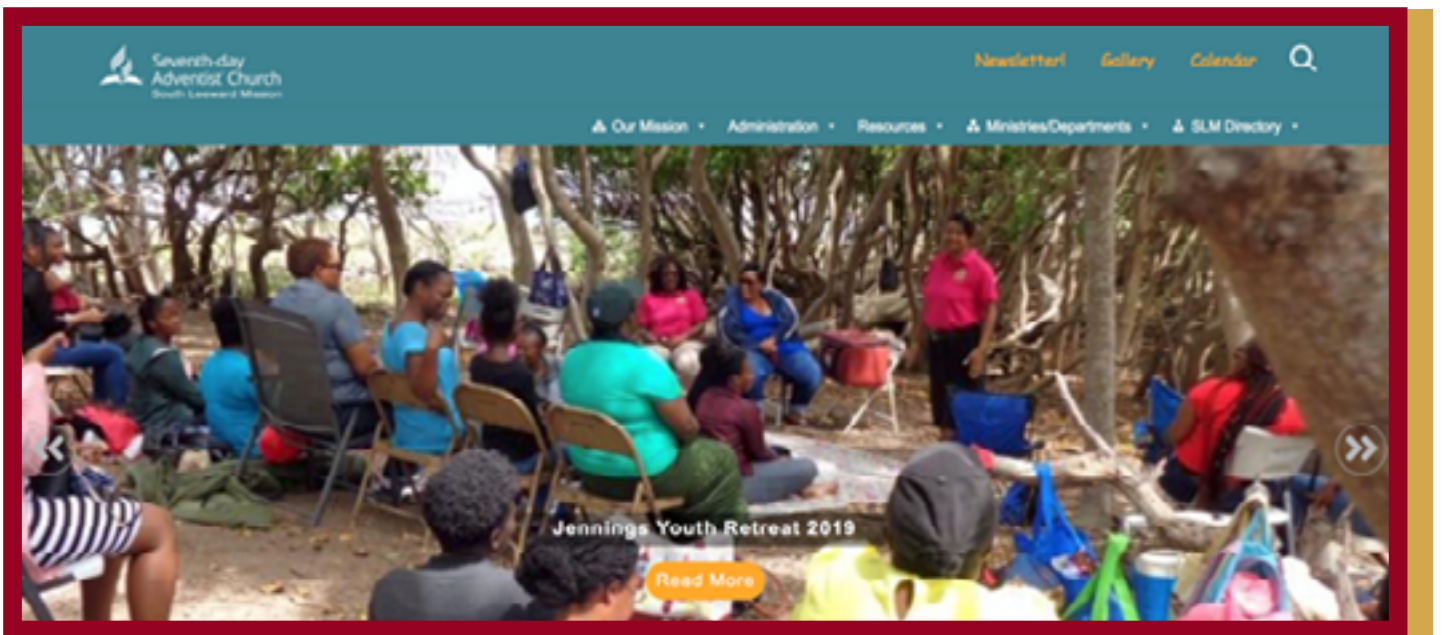 Seventh-day
Adventist Church
South Leeward Mission
Newsletter! Gallery Calendar
Our Mission Administration Resources Ministries/Departments SLM Directory
Jennings Youth Retreat 2019
Read More